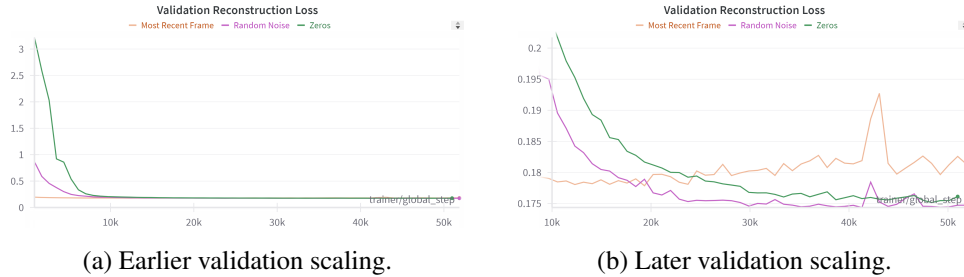 Validation Reconstruction Loss
Most Recent Frame Random Noise Zeros
3
2.5
2
1.5
1
0.5
0
10k 20k 30k 40k 50k
trainer/global_step
(a) Earlier validation scaling.
Validation Reconstruction Loss
Most Recent Frame Random Noise Zeros
0.2
0.195
0.19
0.185
0.18
0.175
10k 20k 30k 40k 50k
trainer/global_step
(b) Later validation scaling.